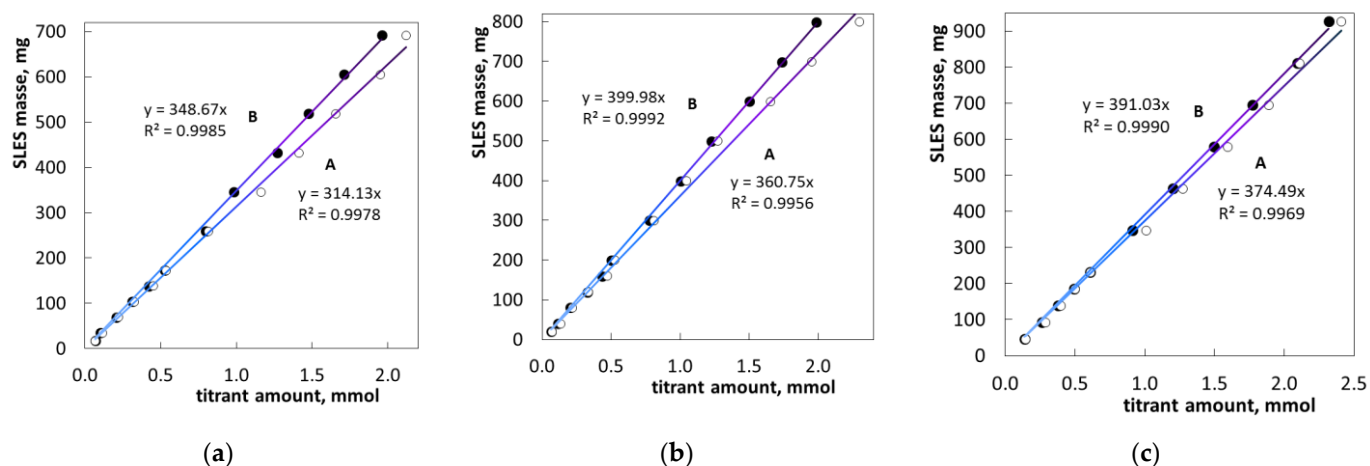 (a)
SLES masse, mg
700
600
500
400
300
200
100
0
y = 348.67x
R² = 0.9985
B
A
y = 314.13x
R² = 0.9978
0.0 0.5 1.0 1.5 2.0
titrant amount, mmol
(a)
(b)
SLES masse, mg
800
700
600
500
400
300
200
100
0
y = 399.98x
R² = 0.9992
B
A
y = 360.75x
R² = 0.9956
0.0 0.5 1.0 1.5 2.0
titrant amount, mmol
(b)
(c)
SLES masse, mg
900
800
700
600
500
400
300
200
100
0
y = 391.03x
R² = 0.9990
B
A
y = 374.49x
R² = 0.9969
0.0 0.5 1.0 1.5 2.0 2.5
titrant amount, mmol
(c)